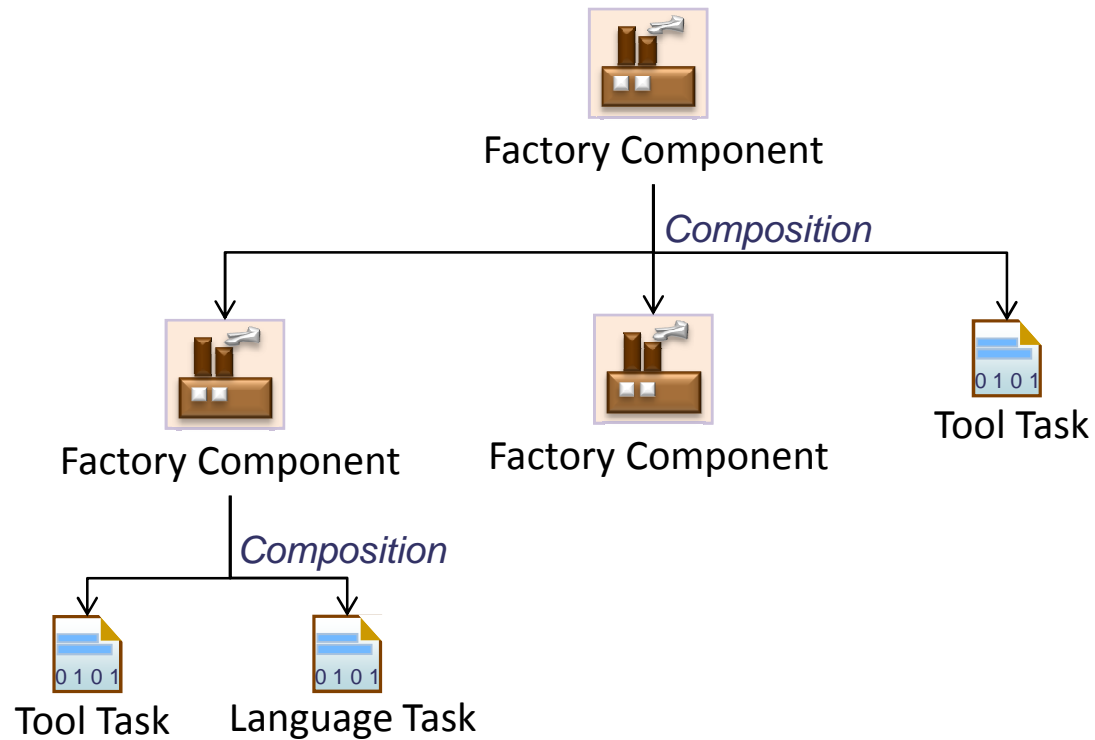 Factory Component
Composition
0 1 0 1
Tool Task
Factory Component
Factory Component
Composition
0 1 0 1
0 1 0 1
Tool Task
Language Task